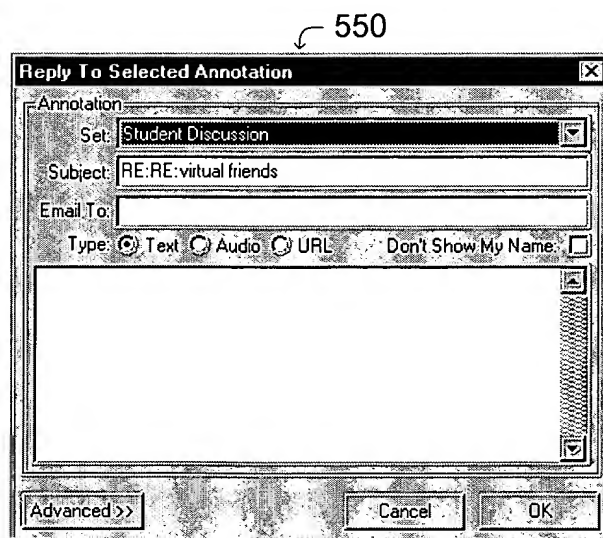 550
Reply To Selected Annotation
Annotation
Set: Student Discussion
Subject: RE:RE:virtual friends
Email To:
Type: Text Audio URL Don't Show My Name:
Advanced >> Cancel OK